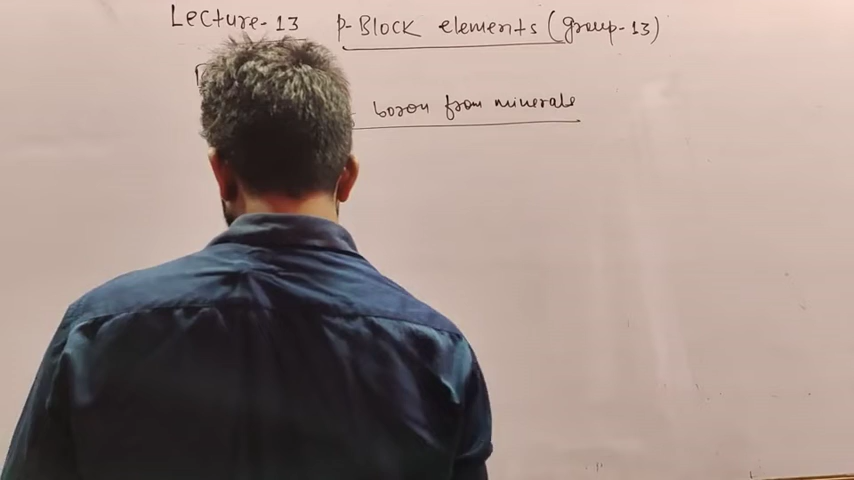 Lecture-13 p-Block elements (Group-13)
boron from minerals